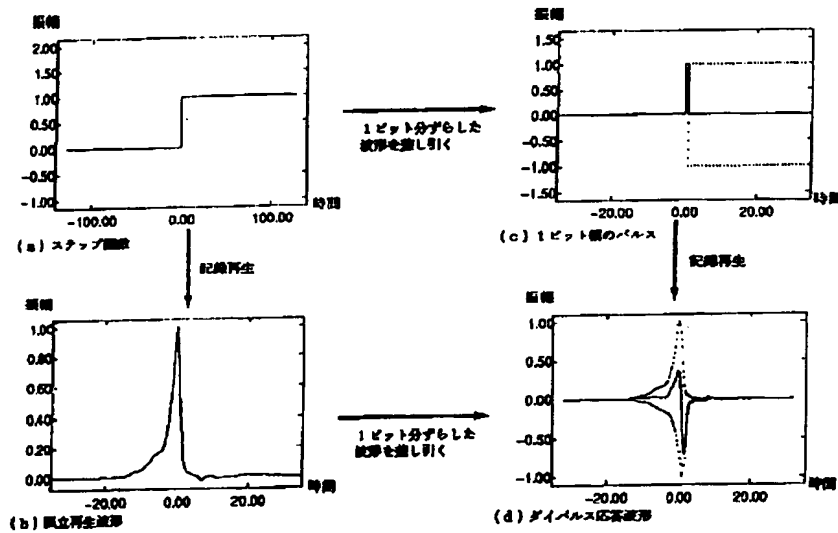 振幅
2.00
1.50
1.00
0.50
0.00
-0.50
-1.00
-100.00 0.00 100.00 時間
(a) ステップ関数
1ビット分ずらした
波形を差し引く
振幅
1.50
1.00
0.50
0.00
-0.50
-1.00
-1.50
-20.00 0.00 20.00 時間
(c) 1ビット幅のパルス
記録再生
記録再生
振幅
1.00
0.80
0.60
0.40
0.20
0.00
-20.00 0.00 20.00 時間
(b) 孤立再生波形
1ビット分ずらした
波形を差し引く
振幅
1.00
0.50
0.00
-0.50
-1.00
-20.00 0.00 20.00 時間
(d) ダイパルス応答波形